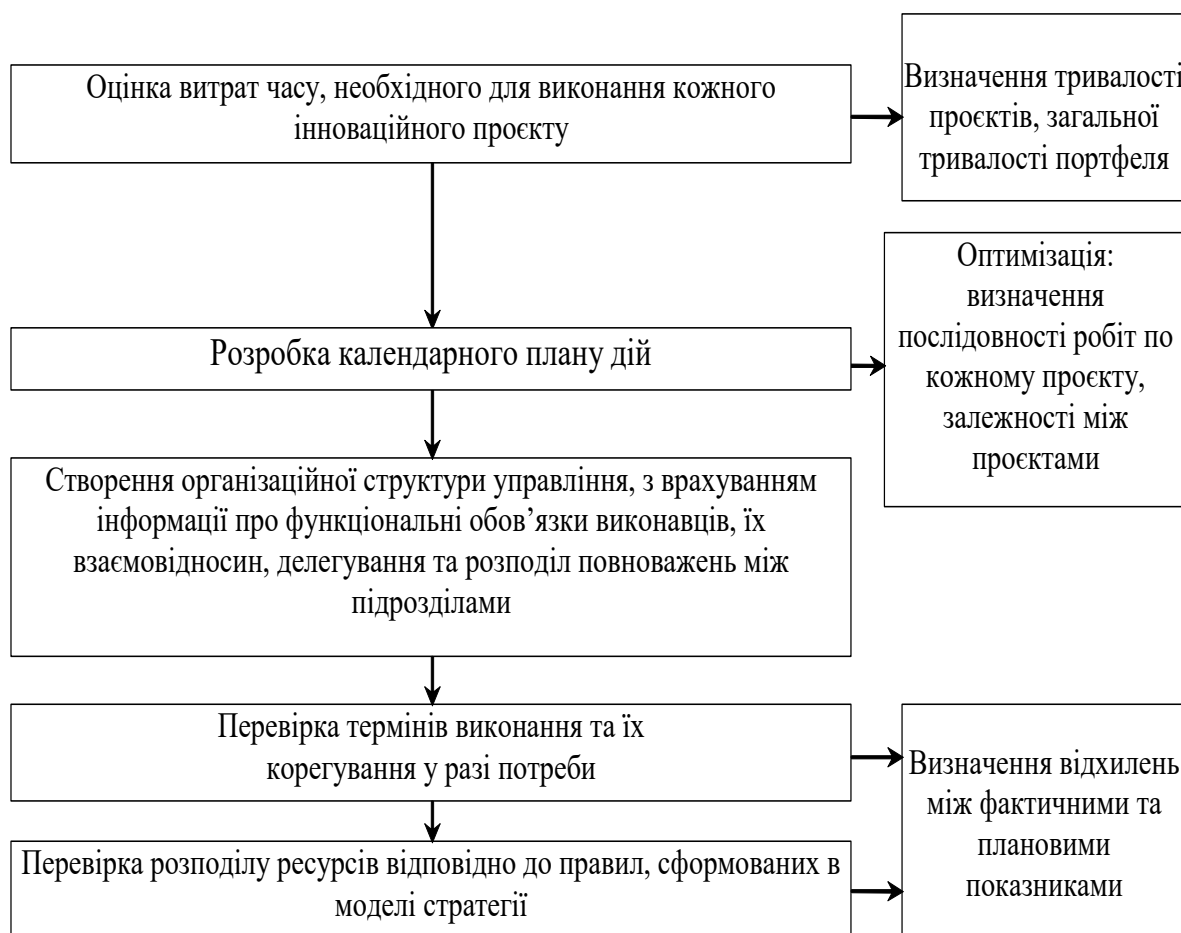 Оцінка витрат часу, необхідного для виконання кожного
інноваційного проєкту
Визначення тривалості
проєктів, загальної
тривалості портфеля
Розробка календарного плану дій
Оптимізація:
визначення
послідовності робіт по
кожному проєкту,
залежності між
проєктами
Створення організаційної структури управління, з врахуванням
інформації про функціональні обов’язки виконавців, їх
взаємовідносин, делегування та розподіл повноважень між
підрозділами
Перевірка термінів виконання та їх
корегування у разі потреби
Перевірка розподілу ресурсів відповідно до правил, сформованих в
моделі стратегії
Визначення відхилень
між фактичними та
плановими
показниками